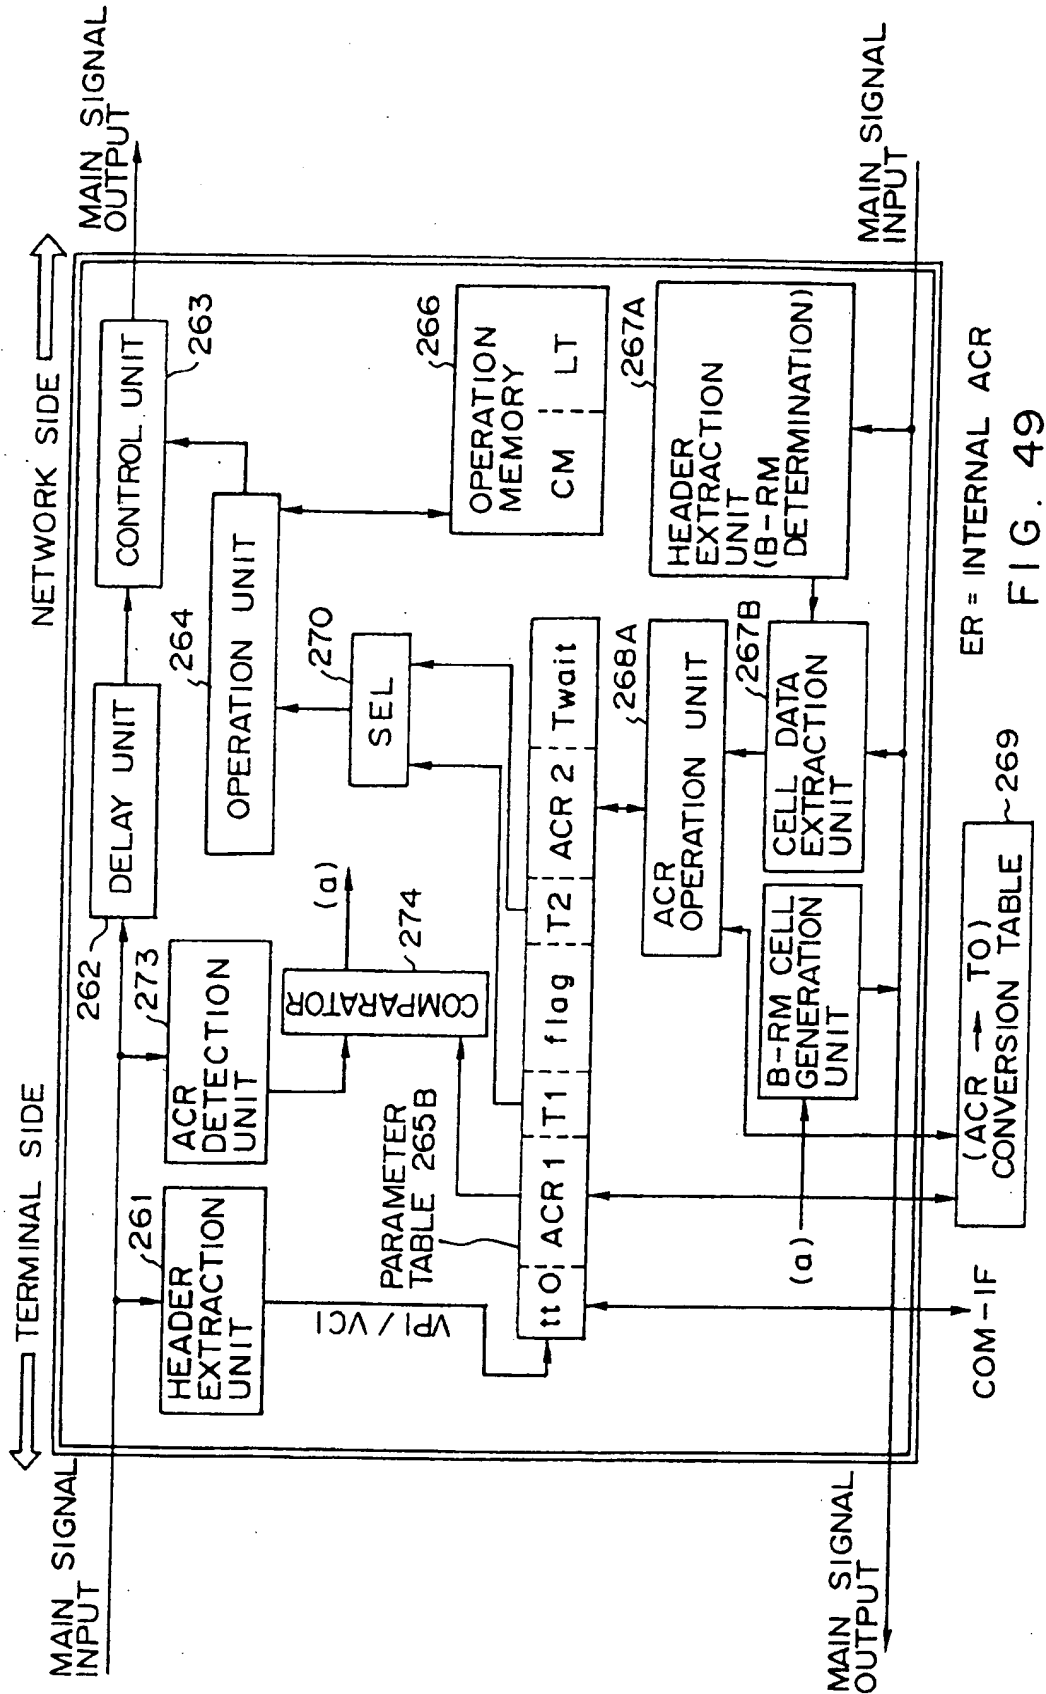 TERMINAL SIDE
NETWORK SIDE
MAIN SIGNAL
INPUT
MAIN SIGNAL
OUTPUT
262
DELAY UNIT
CONTROL UNIT
263
261
HEADER
EXTRACTION
UNIT
273
ACR
DETECTION
UNIT
264
OPERATION UNIT
VPI / VCI
COMPARATOR
274
(a)
270
SEL
266
OPERATION
MEMORY
CM
LT
PARAMETER
TABLE 265B
tt0
ACR 1
T1
flag
T2
ACR 2
Twait
268A
ACR
OPERATION UNIT
267A
HEADER
EXTRACTION
UNIT
(B-RM
DETERMINATION)
(a)
B-RM CELL
GENERATION
UNIT
267B
CELL DATA
EXTRACTION
UNIT
MAIN SIGNAL
OUTPUT
MAIN SIGNAL
INPUT
COM-IF
(ACR → TO)
CONVERSION TABLE
269
ER = INTERNAL ACR
FIG. 49